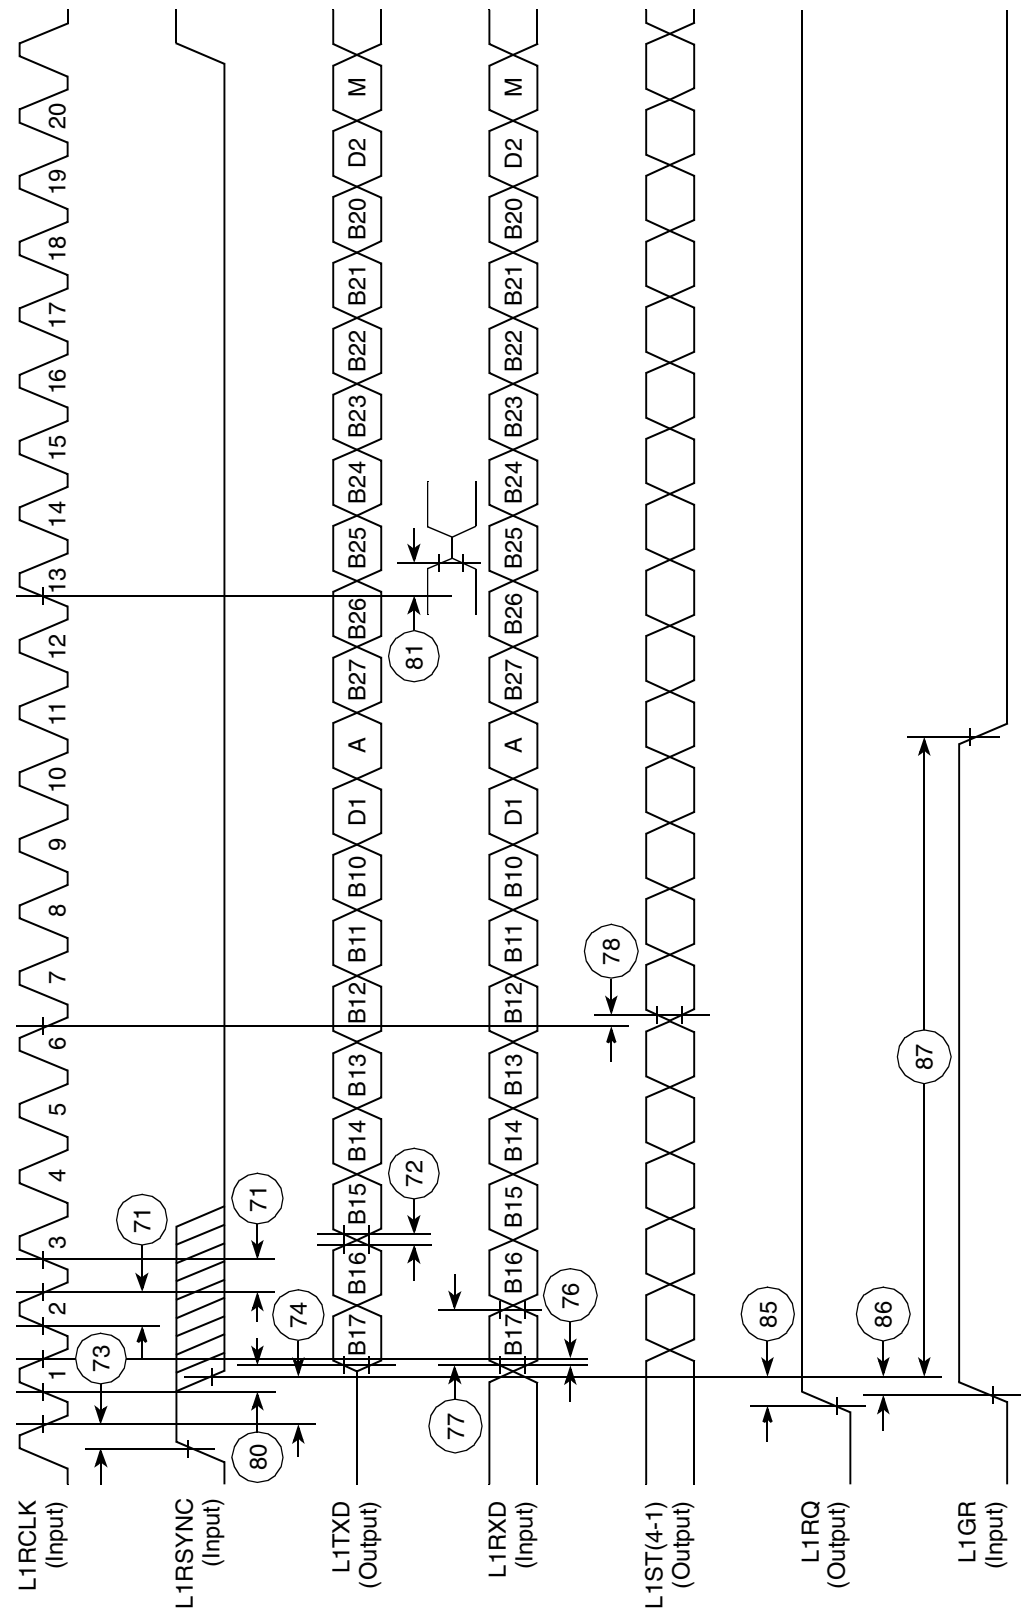 L1RCLK
(Input)
1 2 3 4 5 6 7 8 9 10 11 12 13 14 15 16 17 18 19 20
73
71
L1RSYNC
(Input)
80 74 71
L1TXD
(Output)
B17 B16 B15 B14 B13 B12 B11 B10 D1 A B27 B26 B25 B24 B23 B22 B21 B20 D2 M
72 81
77
L1RXD
(Input)
B17 B16 B15 B14 B13 B12 B11 B10 D1 A B27 B26 B25 B24 B23 B22 B21 B20 D2 M
76
78
L1ST(4-1)
(Output)
85
L1RQ
(Output)
86
87
L1GR
(Input)